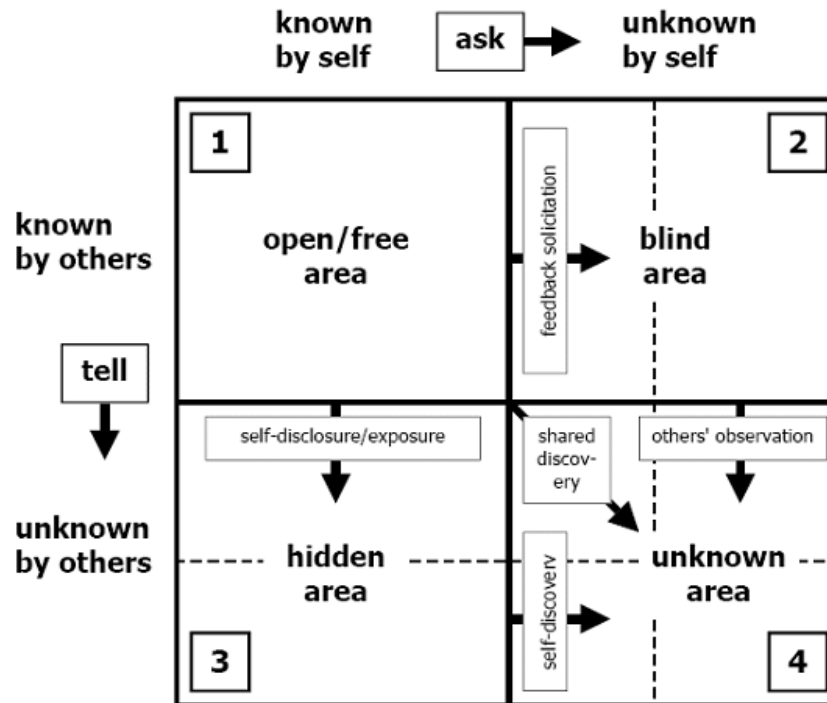 known
by self
ask
unknown
by self
1
2
known
by others
open/free
area
feedback solicitation
blind
area
tell
self-disclosure/exposure
shared
discov-
ery
others' observation
unknown
by others
hidden
area
self-discovery
unknown
area
3
4